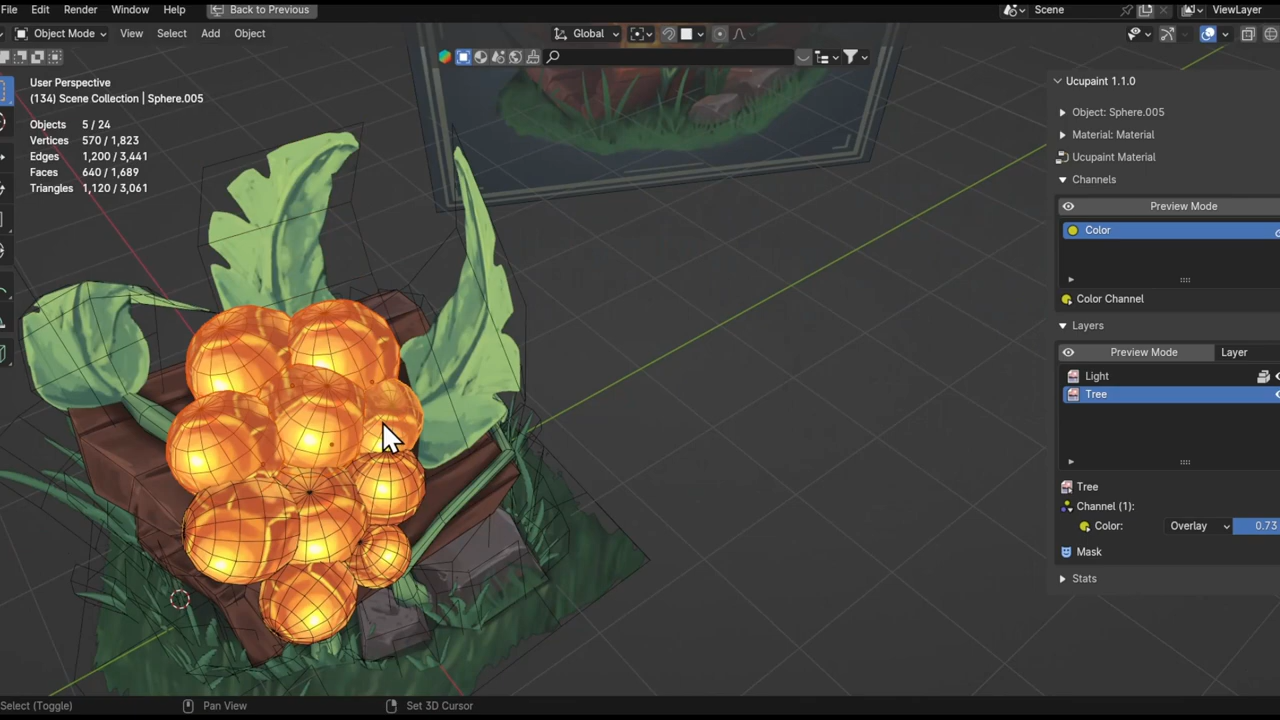 File Edit Render Window Help Back to Previous Scene ViewLayer
Object Mode View Select Add Object Global
User Perspective
(134) Scene Collection | Sphere.005
Objects 5 / 24
Vertices 570 / 1,823
Edges 1,200 / 3,441
Faces 640 / 1,689
Triangles 1,120 / 3,061
Ucupaint 1.1.0
Object: Sphere.005
Material: Material
Ucupaint Material
Channels
Preview Mode
Color
Color Channel
Layers
Preview Mode Layer
Light
Tree
Tree
Channel (1):
Color: Overlay 0.73
Mask
Stats
Select (Toggle) Pan View Set 3D Cursor